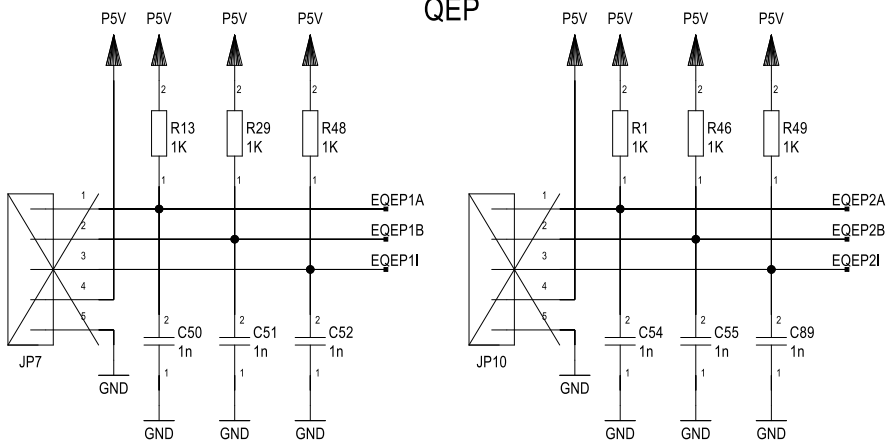 QEP
P5V P5V P5V P5V P5V P5V P5V P5V
2 2 2 2 2 2
R13 R29 R48 R1 R46 R49
1K 1K 1K 1K 1K 1K
1 1 1 1 1 1
1 EQEP1A 1 EQEP2A
2 EQEP1B 2 EQEP2B
3 EQEP1I 3 EQEP2I
4 4
5 5
2 2 2 2 2 2
C50 C51 C52 C54 C55 C89
1n 1n 1n 1n 1n 1n
JP7 JP10
1 1 1 1 1 1
GND GND
GND GND GND GND GND GND